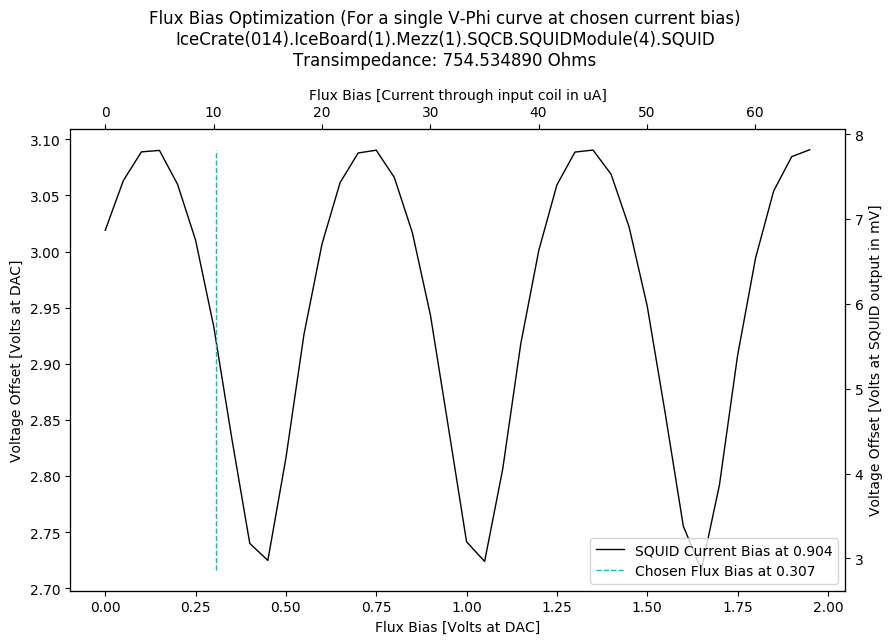 Flux Bias Optimization (For a single V-Phi curve at chosen current bias)
IceCrate(014).IceBoard(1).Mezz(1).SQCB.SQUIDModule(4).SQUID
Transimpedance: 754.534890 Ohms
Flux Bias [Current through input coil in uA]
0 10 20 30 40 50 60
3.10
3.05
3.00
2.95
2.90
2.85
2.80
2.75
2.70
Voltage Offset [Volts at DAC]
8
7
6
5
4
3
Voltage Offset [Volts at SQUID output in mV]
SQUID Current Bias at 0.904
Chosen Flux Bias at 0.307
0.00 0.25 0.50 0.75 1.00 1.25 1.50 1.75 2.00
Flux Bias [Volts at DAC]